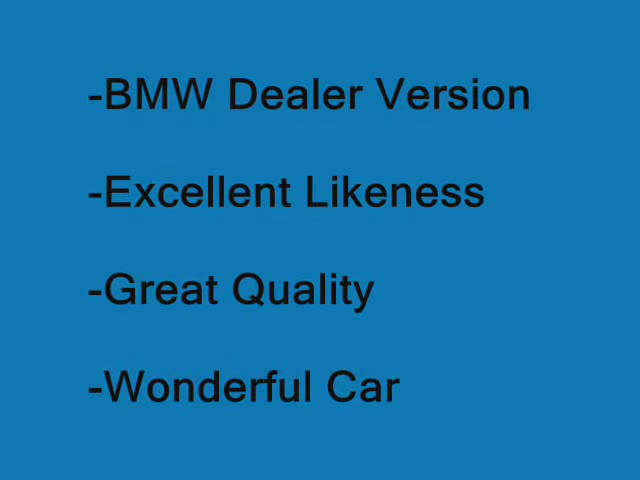 -BMW Dealer Version
-Excellent Likeness
-Great Quality
-Wonderful Car